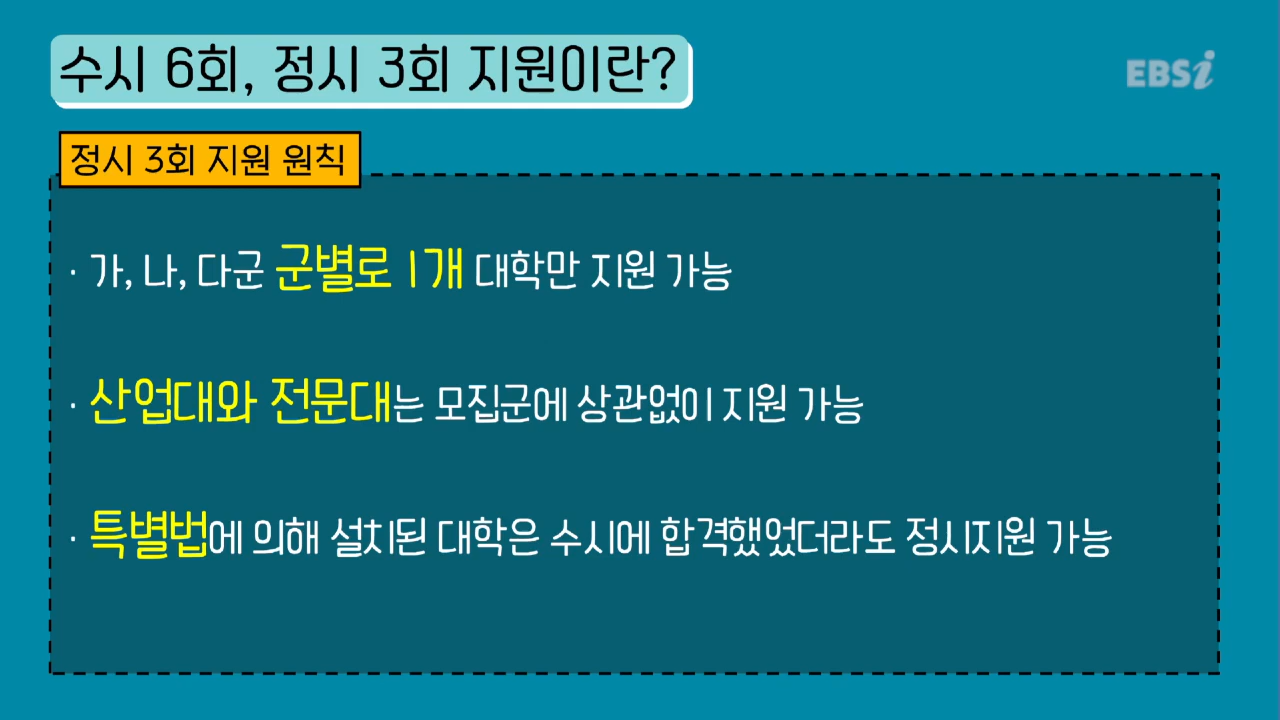 수시 6회, 정시 3회 지원이란?
EBSi
정시 3회 지원 원칙
· 가, 나, 다군 군별로 1개 대학만 지원 가능
· 산업대와 전문대는 모집군에 상관없이 지원 가능
· 특별법에 의해 설치된 대학은 수시에 합격했었더라도 정시지원 가능